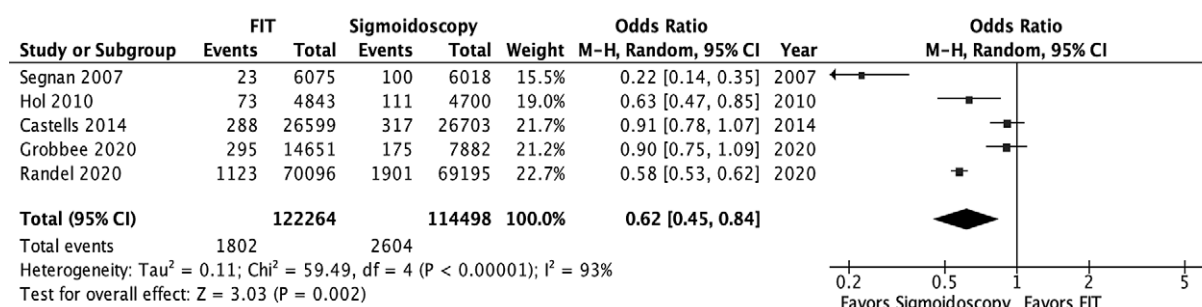 FIT Sigmoidoscopy Odds Ratio Odds Ratio
Study or Subgroup Events Total Events Total Weight M-H, Random, 95% CI Year M-H, Random, 95% CI
Segnan 2007 23 6075 100 6018 15.5% 0.22 [0.14, 0.35] 2007
Hol 2010 73 4843 111 4700 19.0% 0.63 [0.47, 0.85] 2010
Castells 2014 288 26599 317 26703 21.7% 0.91 [0.78, 1.07] 2014
Grobbee 2020 295 14651 175 7882 21.2% 0.90 [0.75, 1.09] 2020
Randel 2020 1123 70096 1901 69195 22.7% 0.58 [0.53, 0.62] 2020
Total (95% CI) 122264 114498 100.0% 0.62 [0.45, 0.84]
Total events 1802 2604
Heterogeneity: Tau² = 0.11; Chi² = 59.49, df = 4 (P < 0.00001); I² = 93%
Test for overall effect: Z = 3.03 (P = 0.002)
0.2 0.5 1 2 5
Favors Sigmoidoscopy Favors FIT